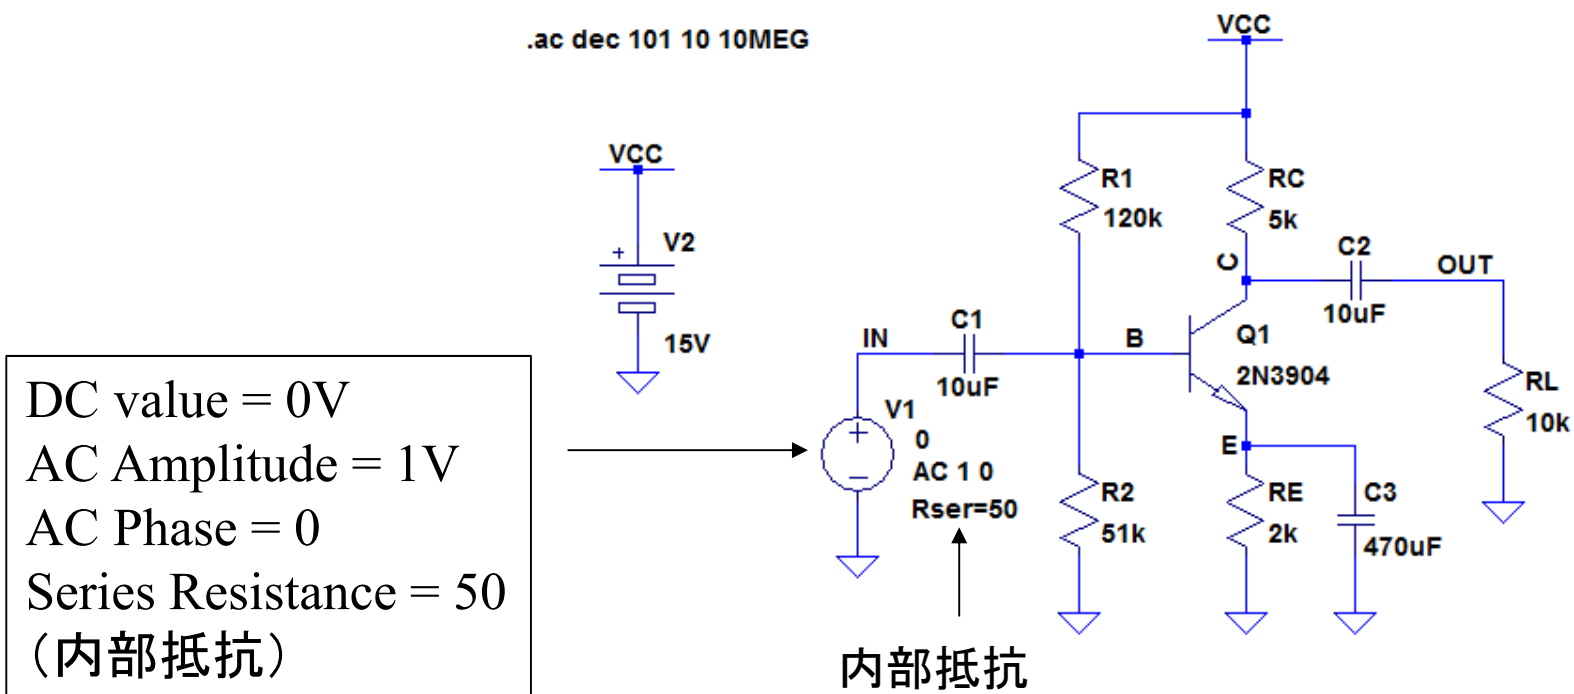 .ac dec 101 10 10MEG
VCC
VCC
R1
120k
RC
5k
V2
15V
C
C2
10uF
OUT
IN
C1
10uF
B
Q1
2N3904
RL
10k
V1
0
AC 1 0
Rser=50
R2
51k
E
RE
2k
C3
470uF
DC value = 0V
AC Amplitude = 1V
AC Phase = 0
Series Resistance = 50
（内部抵抗）
内部抵抗